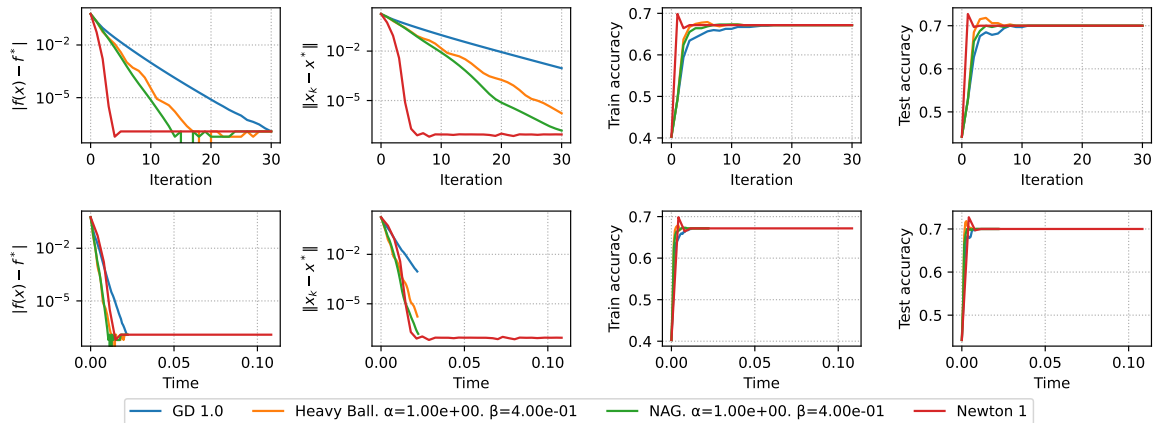 |f(x) − f*|
10⁻²
10⁻⁵
0 10 20 30
Iteration
‖x_k − x*‖
10⁻²
10⁻⁵
0 10 20 30
Iteration
Train accuracy
0.7
0.6
0.5
0.4
0 10 20 30
Iteration
Test accuracy
0.7
0.6
0.5
0 10 20 30
Iteration
|f(x) − f*|
10⁻²
10⁻⁵
0.00 0.05 0.10
Time
‖x_k − x*‖
10⁻²
10⁻⁵
0.00 0.05 0.10
Time
Train accuracy
0.7
0.6
0.5
0.4
0.00 0.05 0.10
Time
Test accuracy
0.7
0.6
0.5
0.00 0.05 0.10
Time
GD 1.0 Heavy Ball. α=1.00e+00. β=4.00e-01 NAG. α=1.00e+00. β=4.00e-01 Newton 1